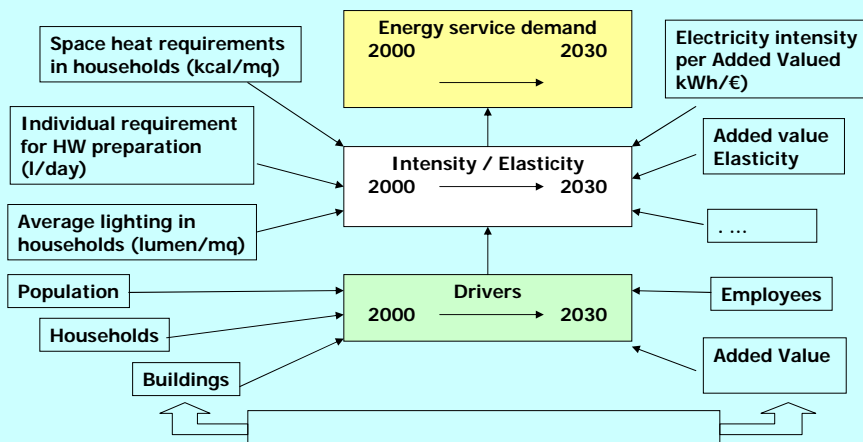 Energy service demand
2000 2030
Space heat requirements
in households (kcal/mq)
Electricity intensity
per Added Valued
kWh/€)
Individual requirement
for HW preparation
(l/day)
Intensity / Elasticity
2000 2030
Added value
Elasticity
Average lighting in
households (lumen/mq)
. ...
Population
Drivers
2000 2030
Employees
Households
Added Value
Buildings